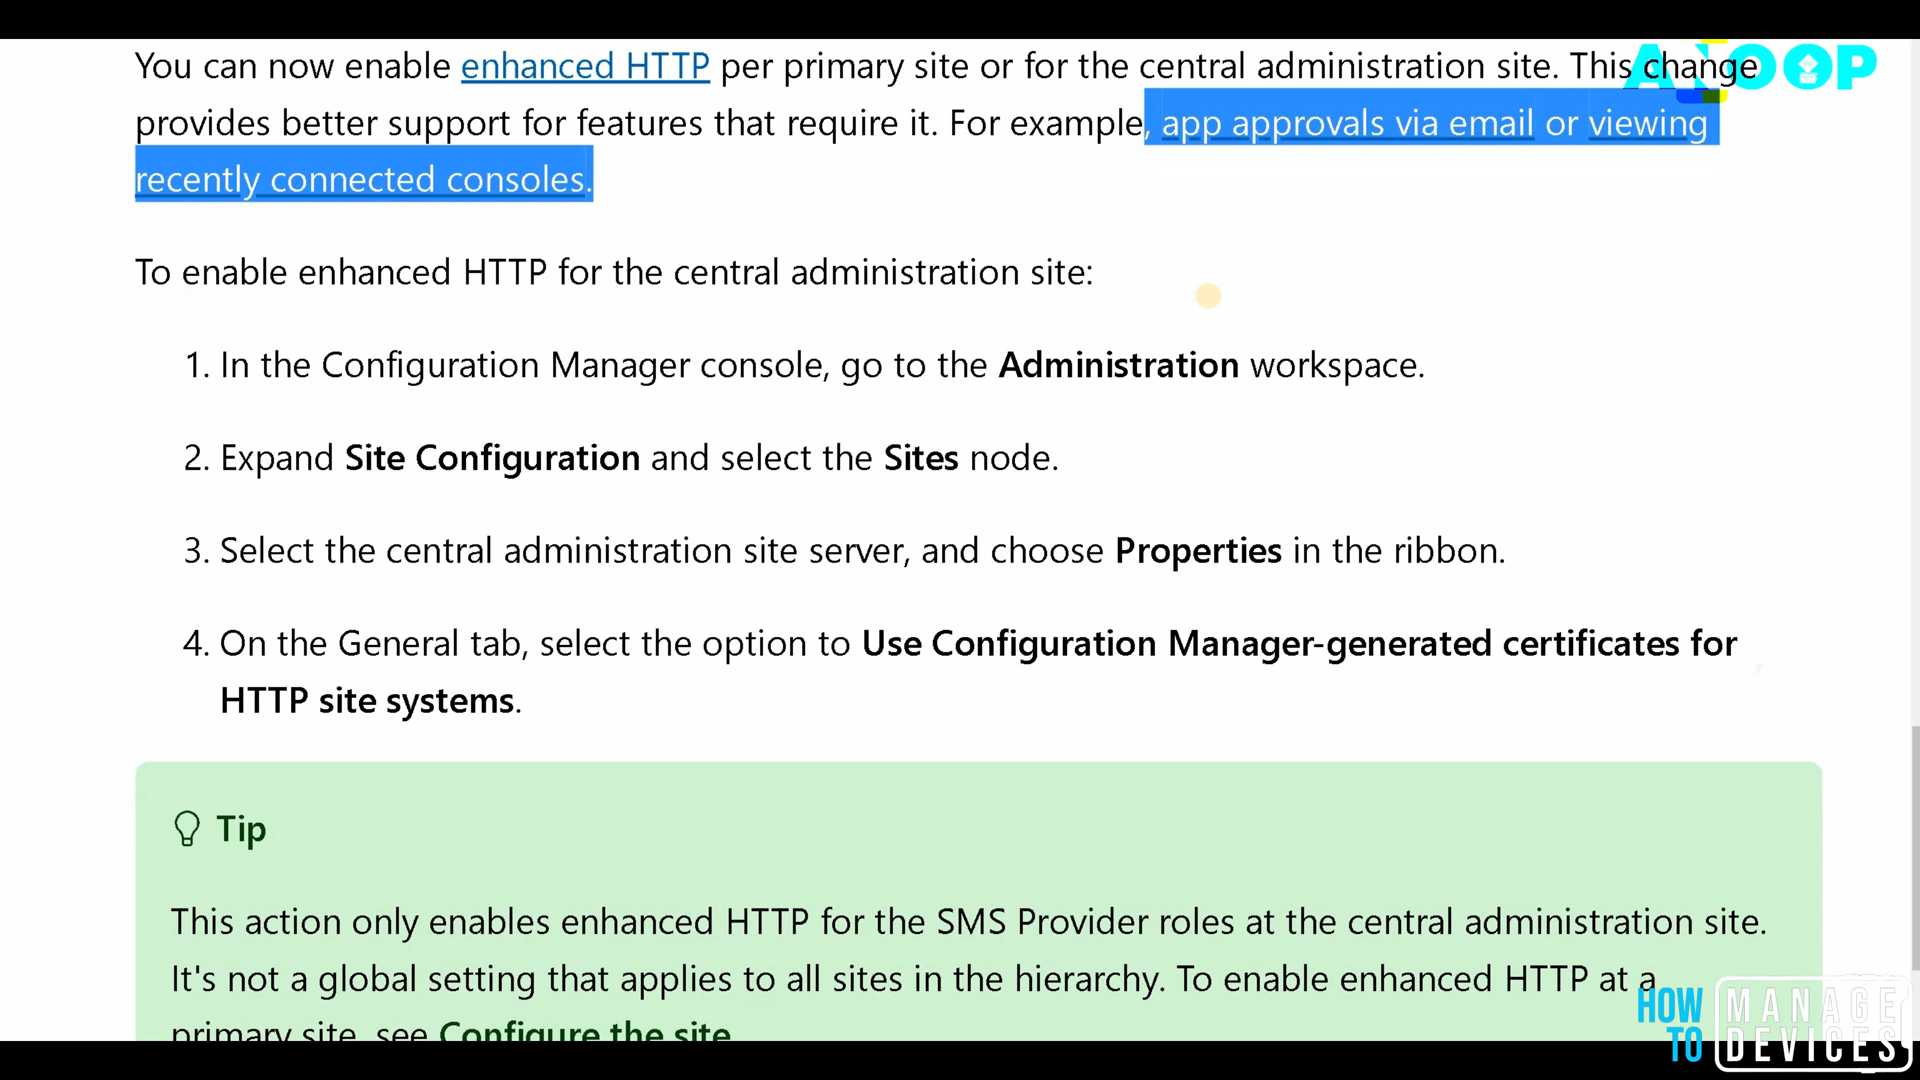 You can now enable enhanced HTTP per primary site or for the central administration site. This change
provides better support for features that require it. For example, app approvals via email or viewing
recently connected consoles.
To enable enhanced HTTP for the central administration site:
1. In the Configuration Manager console, go to the Administration workspace.
2. Expand Site Configuration and select the Sites node.
3. Select the central administration site server, and choose Properties in the ribbon.
4. On the General tab, select the option to Use Configuration Manager-generated certificates for
HTTP site systems.
Tip
This action only enables enhanced HTTP for the SMS Provider roles at the central administration site.
It's not a global setting that applies to all sites in the hierarchy. To enable enhanced HTTP at a
primary site, see Configure the site
ANOOP
HOW TO
MANAGE
DEVICES